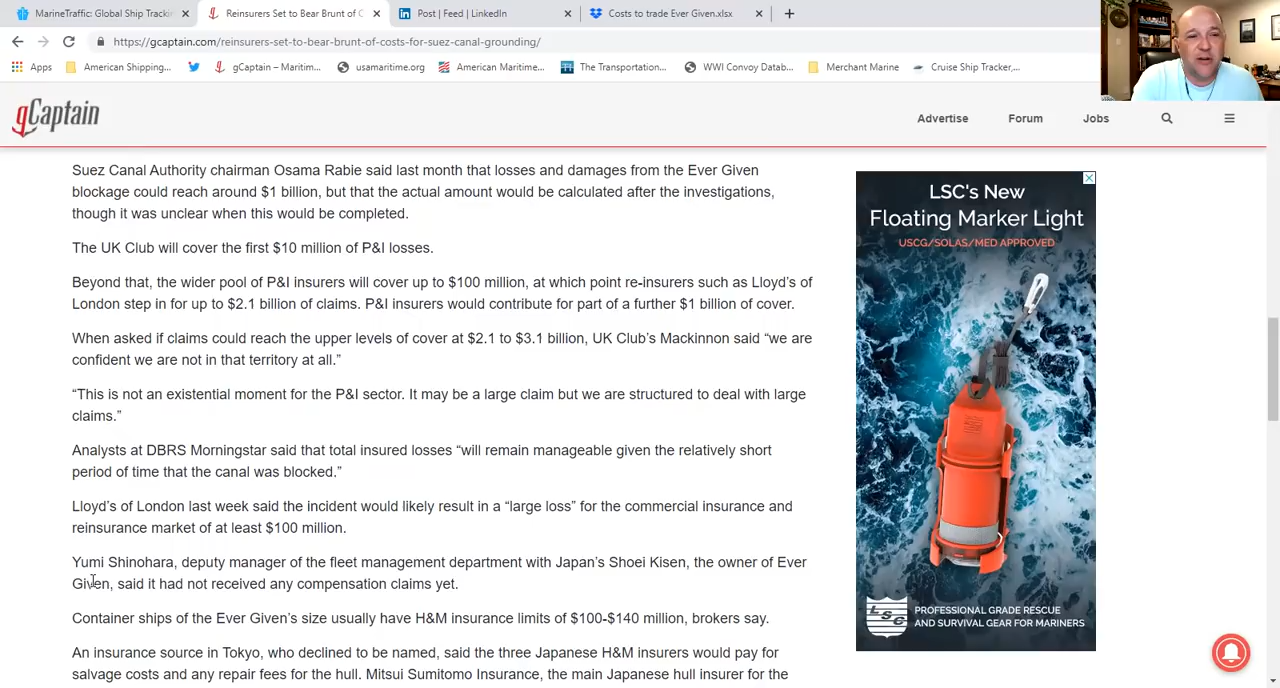 MarineTraffic: Global Ship Trackin
Reinsurers Set to Bear Brunt of C
Post | Feed | LinkedIn
Costs to trade Ever Given.xlsx
https://gcaptain.com/reinsurers-set-to-bear-brunt-of-costs-for-suez-canal-grounding/
Apps
American Shipping...
gCaptain – Maritim...
usamaritime.org
American Maritime...
The Transportation...
WWI Convoy Datab...
Merchant Marine
Cruise Ship Tracker,...
gCaptain
Advertise
Forum
Jobs
Suez Canal Authority chairman Osama Rabie said last month that losses and damages from the Ever Given
blockage could reach around $1 billion, but that the actual amount would be calculated after the investigations,
though it was unclear when this would be completed.
The UK Club will cover the first $10 million of P&I losses.
Beyond that, the wider pool of P&I insurers will cover up to $100 million, at which point re-insurers such as Lloyd’s of
London step in for up to $2.1 billion of claims. P&I insurers would contribute for part of a further $1 billion of cover.
When asked if claims could reach the upper levels of cover at $2.1 to $3.1 billion, UK Club’s Mackinnon said “we are
confident we are not in that territory at all.”
“This is not an existential moment for the P&I sector. It may be a large claim but we are structured to deal with large
claims.”
Analysts at DBRS Morningstar said that total insured losses “will remain manageable given the relatively short
period of time that the canal was blocked.”
Lloyd’s of London last week said the incident would likely result in a “large loss” for the commercial insurance and
reinsurance market of at least $100 million.
Yumi Shinohara, deputy manager of the fleet management department with Japan’s Shoei Kisen, the owner of Ever
Given, said it had not received any compensation claims yet.
Container ships of the Ever Given’s size usually have H&M insurance limits of $100-$140 million, brokers say.
An insurance source in Tokyo, who declined to be named, said the three Japanese H&M insurers would pay for
salvage costs and any repair fees for the hull. Mitsui Sumitomo Insurance, the main Japanese hull insurer for the
LSC's New
Floating Marker Light
USCG/SOLAS/MED APPROVED
LSC
PROFESSIONAL GRADE RESCUE
AND SURVIVAL GEAR FOR MARINERS